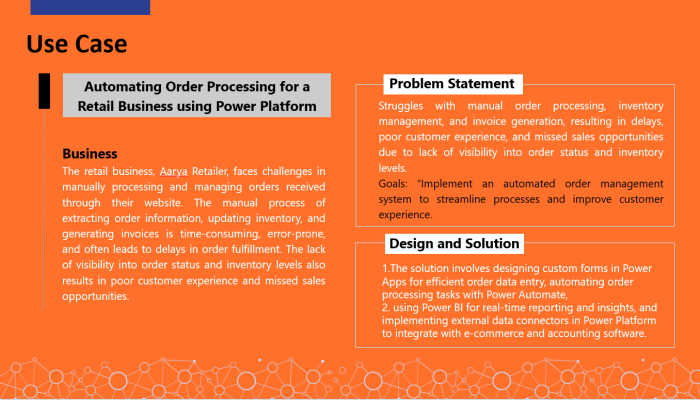 Use Case
Automating Order Processing for a
Retail Business using Power Platform
Business
The retail business, Aarya Retailer, faces challenges in
manually processing and managing orders received
through their website. The manual process of
extracting order information, updating inventory, and
generating invoices is time-consuming, error-prone,
and often leads to delays in order fulfillment. The lack
of visibility into order status and inventory levels also
results in poor customer experience and missed sales
opportunities.
Problem Statement
Struggles with manual order processing, inventory
management, and invoice generation, resulting in delays,
poor customer experience, and missed sales opportunities
due to lack of visibility into order status and inventory
levels.
Goals: “Implement an automated order management
system to streamline processes and improve customer
experience.
Design and Solution
1.The solution involves designing custom forms in Power
Apps for efficient order data entry, automating order
processing tasks with Power Automate,
2. using Power BI for real-time reporting and insights, and
implementing external data connectors in Power Platform
to integrate with e-commerce and accounting software.